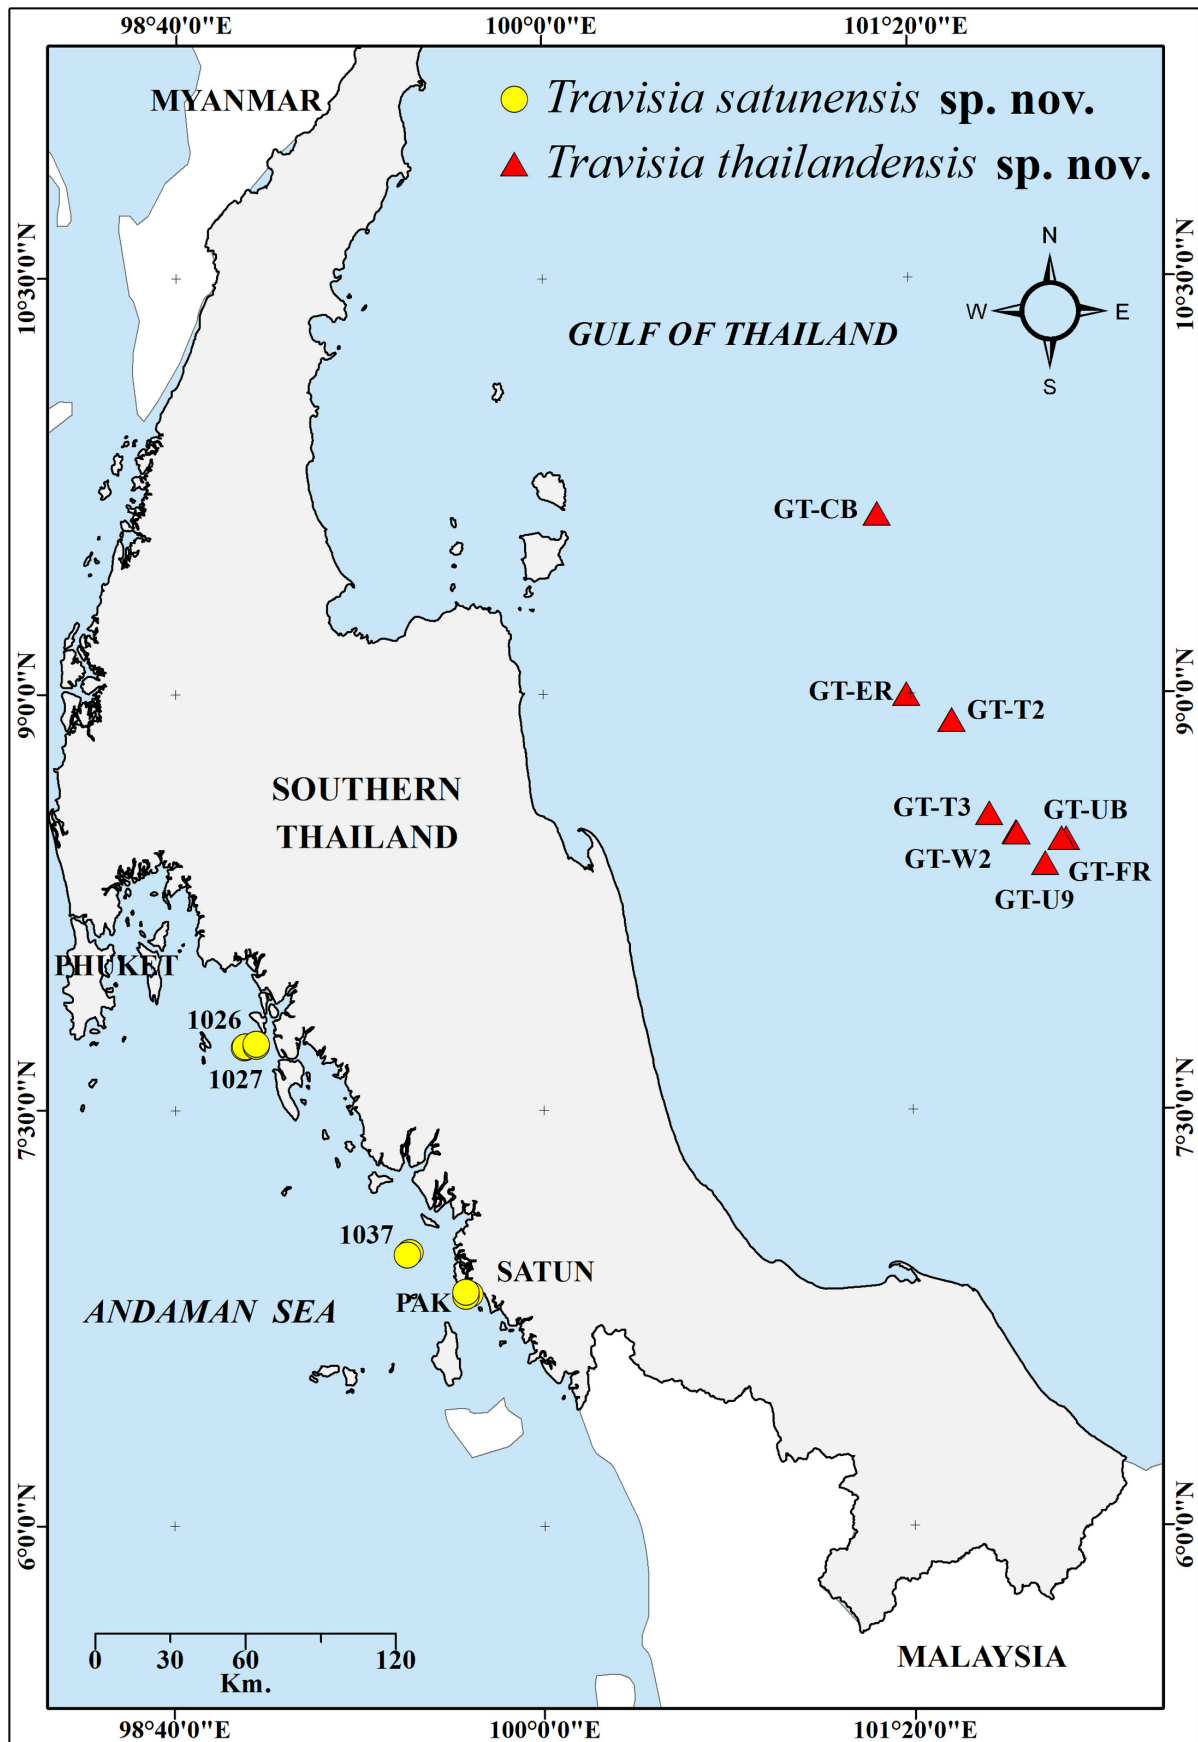 98°40'0"E 100°0'0"E 101°20'0"E
MYANMAR
Travisia satunensis sp. nov.
Travisia thailandensis sp. nov.
N
W E
S
10°30'0"N 10°30'0"N
GULF OF THAILAND
GT-CB
9°0'0"N 9°0'0"N
GT-ER
GT-T2
SOUTHERN
THAILAND
GT-T3
GT-UB
GT-W2
GT-FR
GT-U9
PHUKET
1026
1027
7°30'0"N 7°30'0"N
1037
SATUN
PAK
ANDAMAN SEA
6°0'0"N 6°0'0"N
MALAYSIA
0 30 60 120
Km.
98°40'0"E 100°0'0"E 101°20'0"E